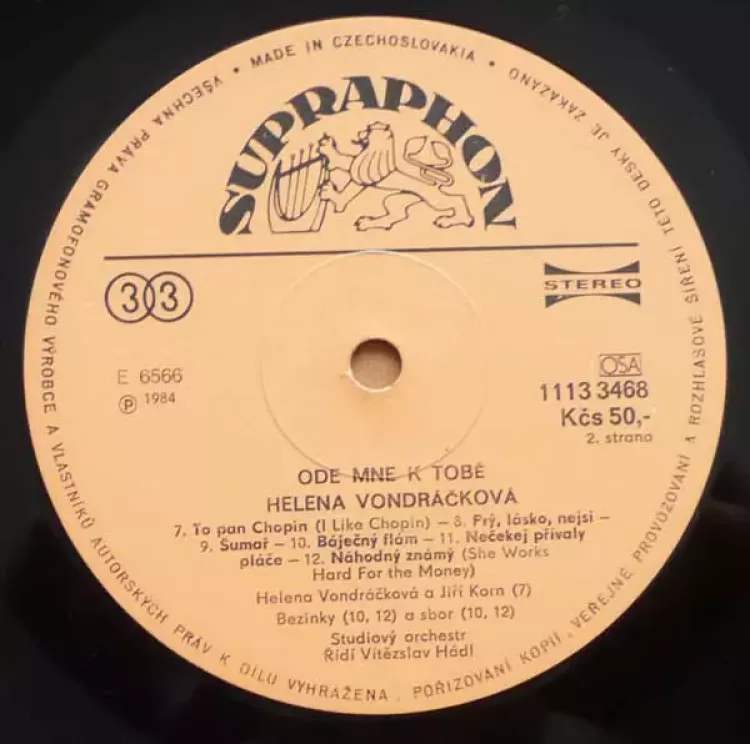 MADE IN CZECHOSLOVAKIA • VŠECHNA PRÁVA GRAMOFONOVÉHO VÝROBCE A VLASTNÍKŮ AUTORSKÝCH PRÁV K DÍLU VYHRAŽENA. POŘIZOVÁNÍ KOPIÍ, VEŘEJNÉ PROVOZOVÁNÍ A ROZHLASOVÉ ŠÍŘENÍ TÉTO DESKY JE ZAKÁZÁNO •
SUPRAPHON
33
STEREO
E 6566
Ⓟ 1984
OSA
1113 3468
Kčs 50,-
2. strana
ODE MNE K TOBĚ
HELENA VONDRÁČKOVÁ
7. To pan Chopin (I Like Chopin) – 8. Prý, lásko, nejsi –
9. Šumař – 10. Báječný flám – 11. Nečekej přívaly
pláče – 12. Náhodný známý (She Works
Hard For the Money)
Helena Vondráčková a Jiří Korn (7)
Bezinky (10, 12) a sbor (10, 12)
Studiový orchestr
Řídí Vítězslav Hádl